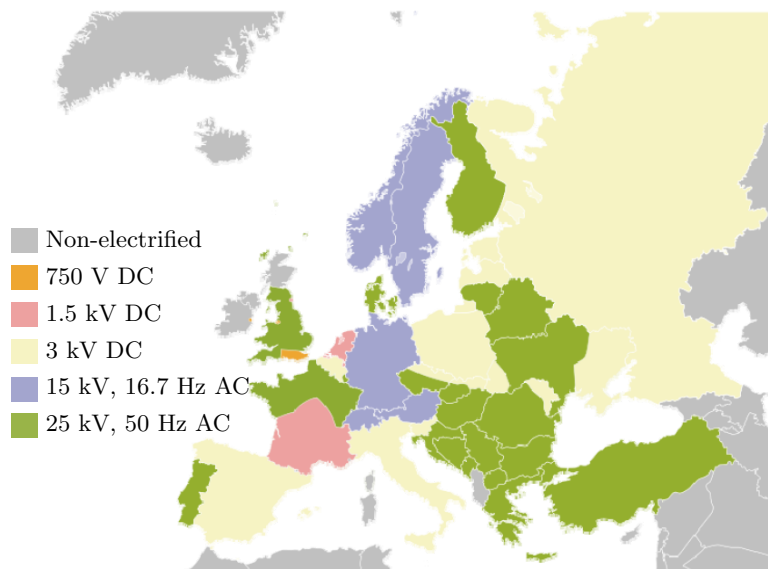 Non-electrified
750 V DC
1.5 kV DC
3 kV DC
15 kV, 16.7 Hz AC
25 kV, 50 Hz AC